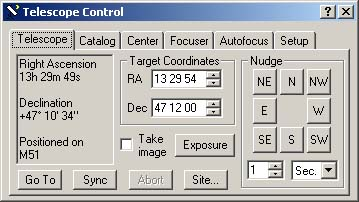 Telescope Control
Telescope Catalog Center Focuser Autofocus Setup
Right Ascension
13h 29m 49s
Declination
+47° 10' 34"
Positioned on
M51
Target Coordinates
RA 13 29 54
Dec 47 12 00
Take
image
Exposure
Nudge
NE N NW
E W
SE S SW
1 Sec.
Go To Sync Abort Site...